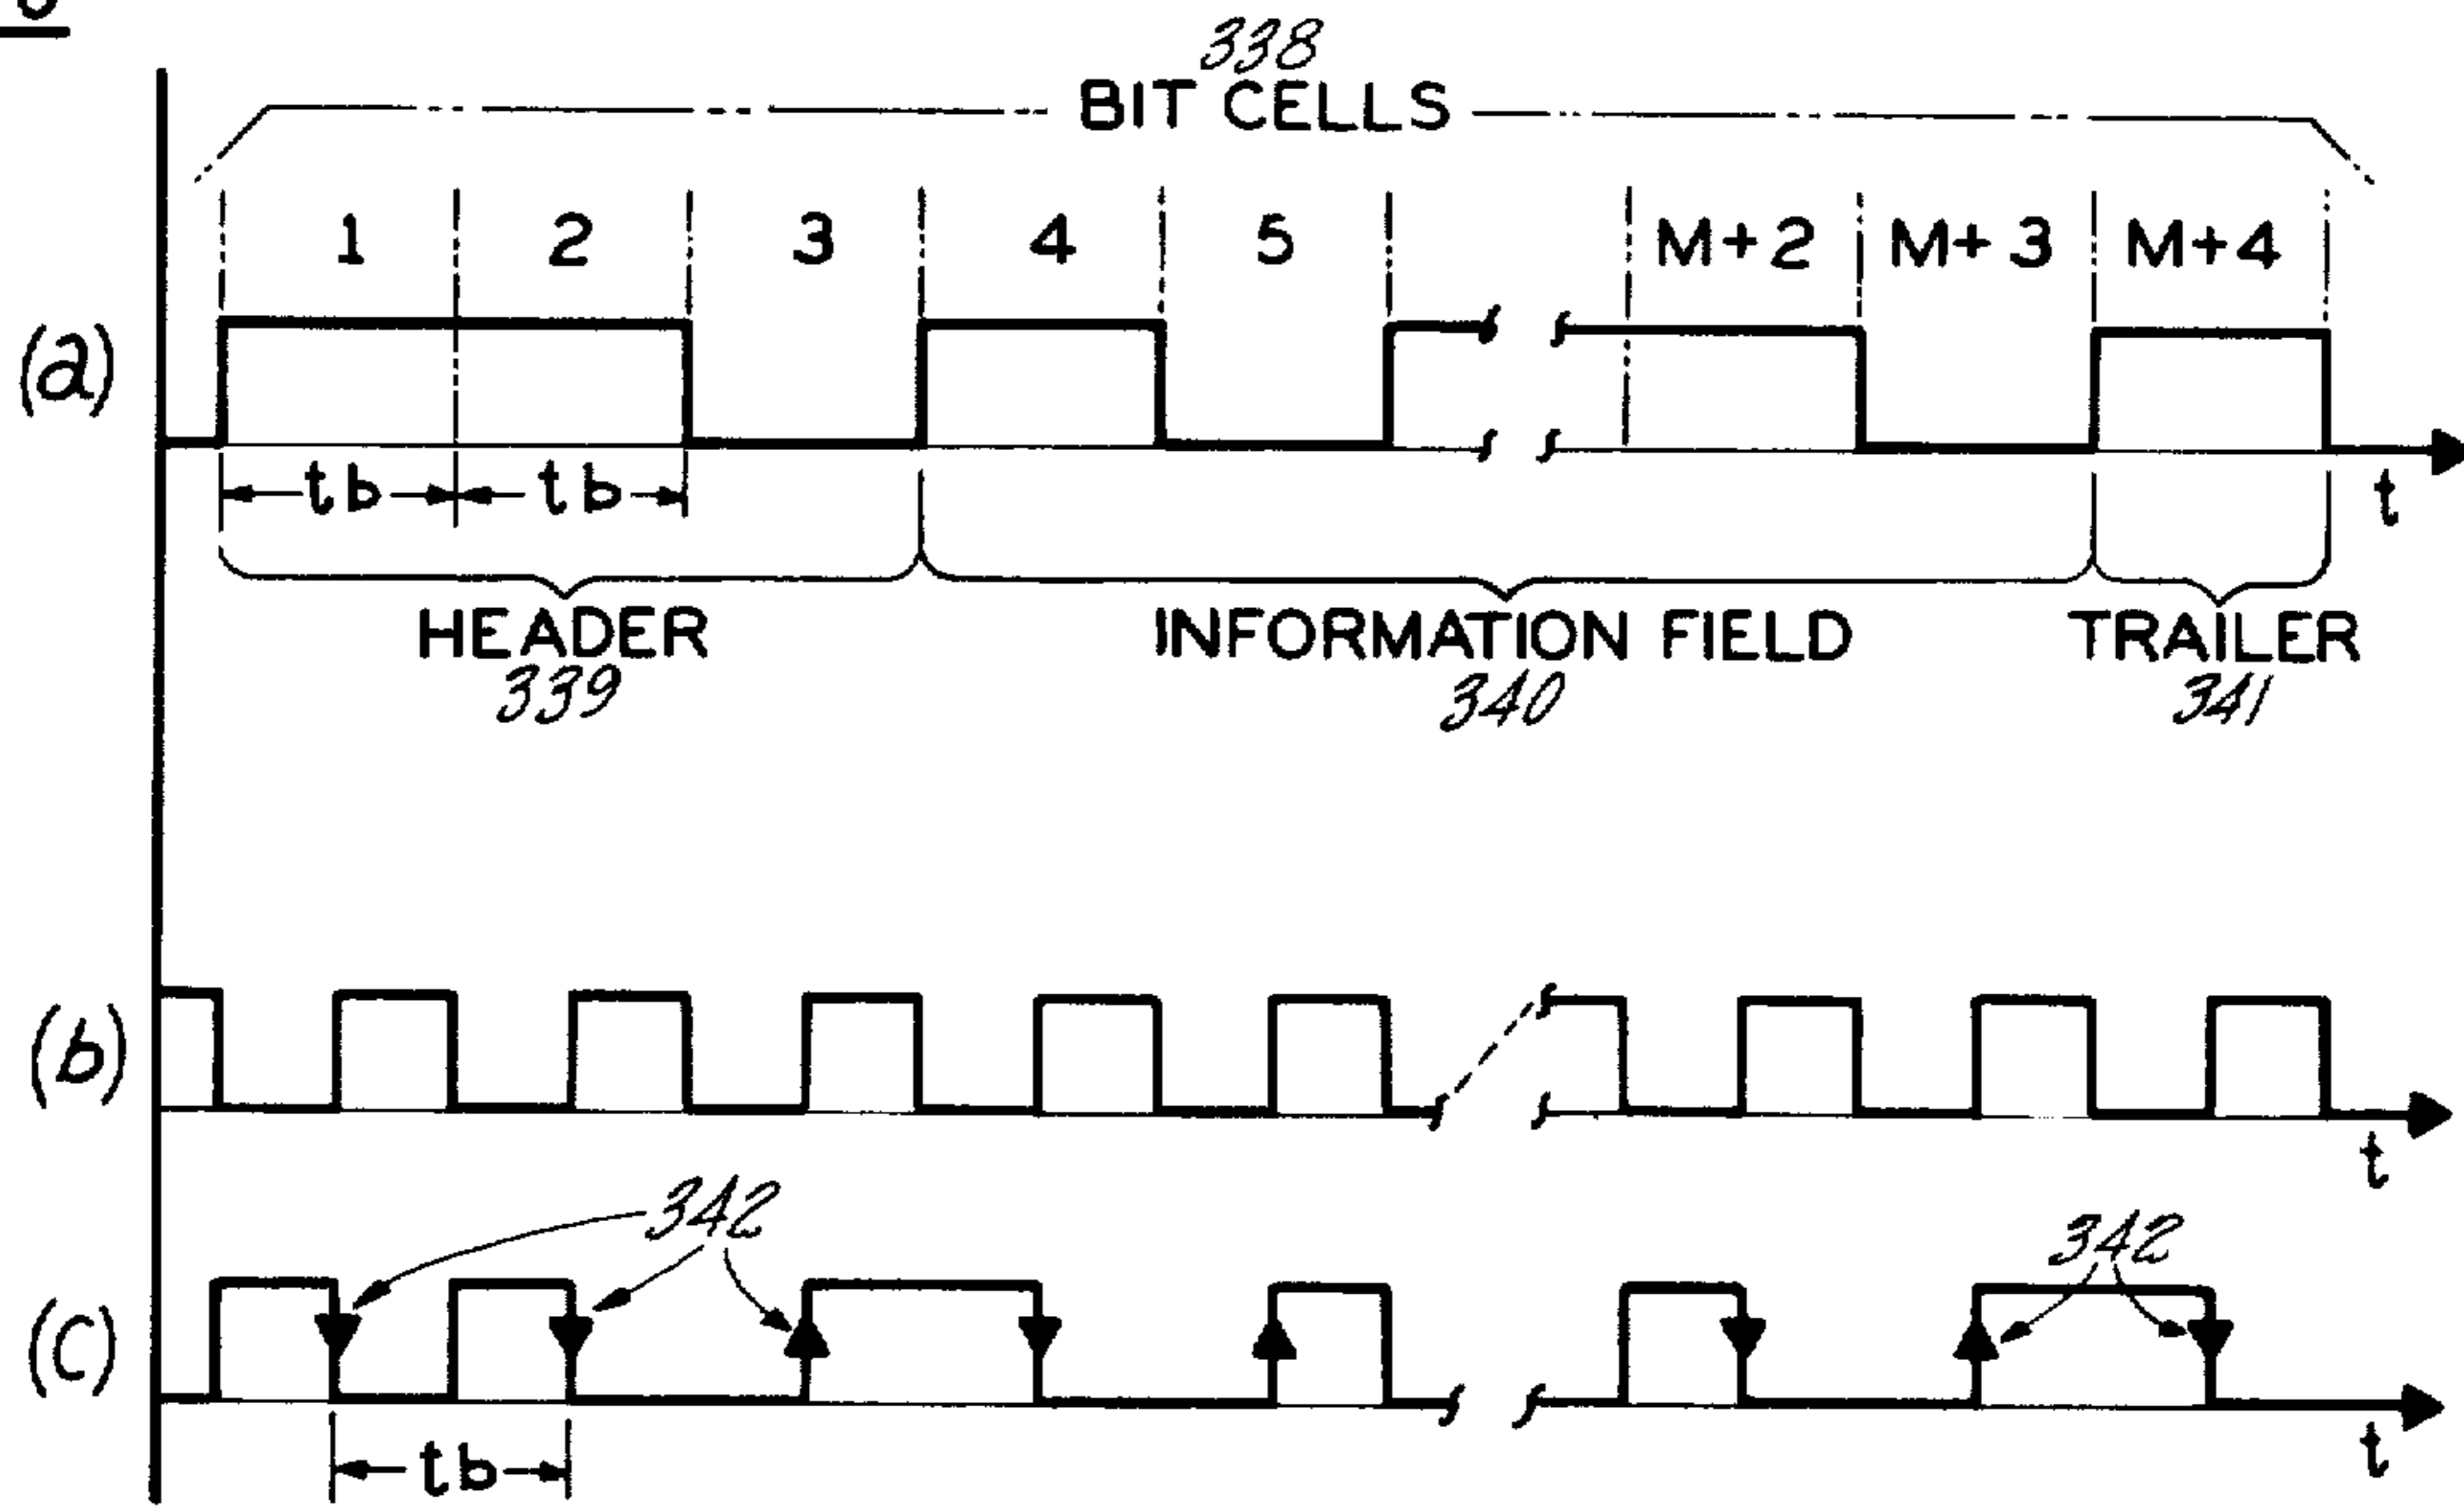 338
BIT CELLS
1 2 3 4 5 M+2 M+3 M+4
(a)
tb tb t
HEADER INFORMATION FIELD TRAILER
339 340 341
(b)
t
342 342
(c)
tb t